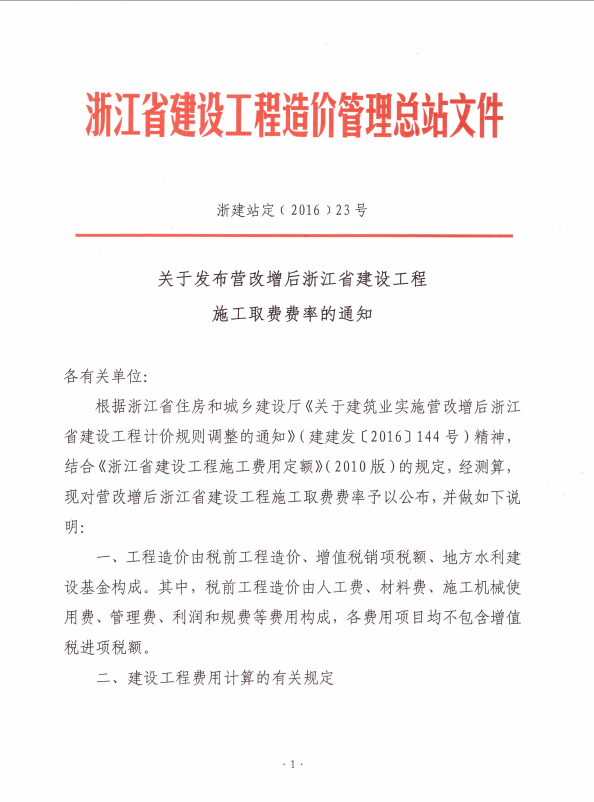 浙江省建设工程造价管理总站文件
浙建站定﹝2016﹞23号
关于发布营改增后浙江省建设工程
施工取费费率的通知
各有关单位：
根据浙江省住房和城乡建设厅《关于建筑业实施营改增后浙江
省建设工程计价规则调整的通知》（建建发〔2016〕144号）精神，
结合《浙江省建设工程施工费用定额》（2010版）的规定，经测算，
现对营改增后浙江省建设工程施工取费费率予以公布，并做如下说
明：
一、工程造价由税前工程造价、增值税销项税额、地方水利建
设基金构成。其中，税前工程造价由人工费、材料费、施工机械使
用费、管理费、利润和规费等费用构成，各费用项目均不包含增值
税进项税额。
二、建设工程费用计算的有关规定
·1·